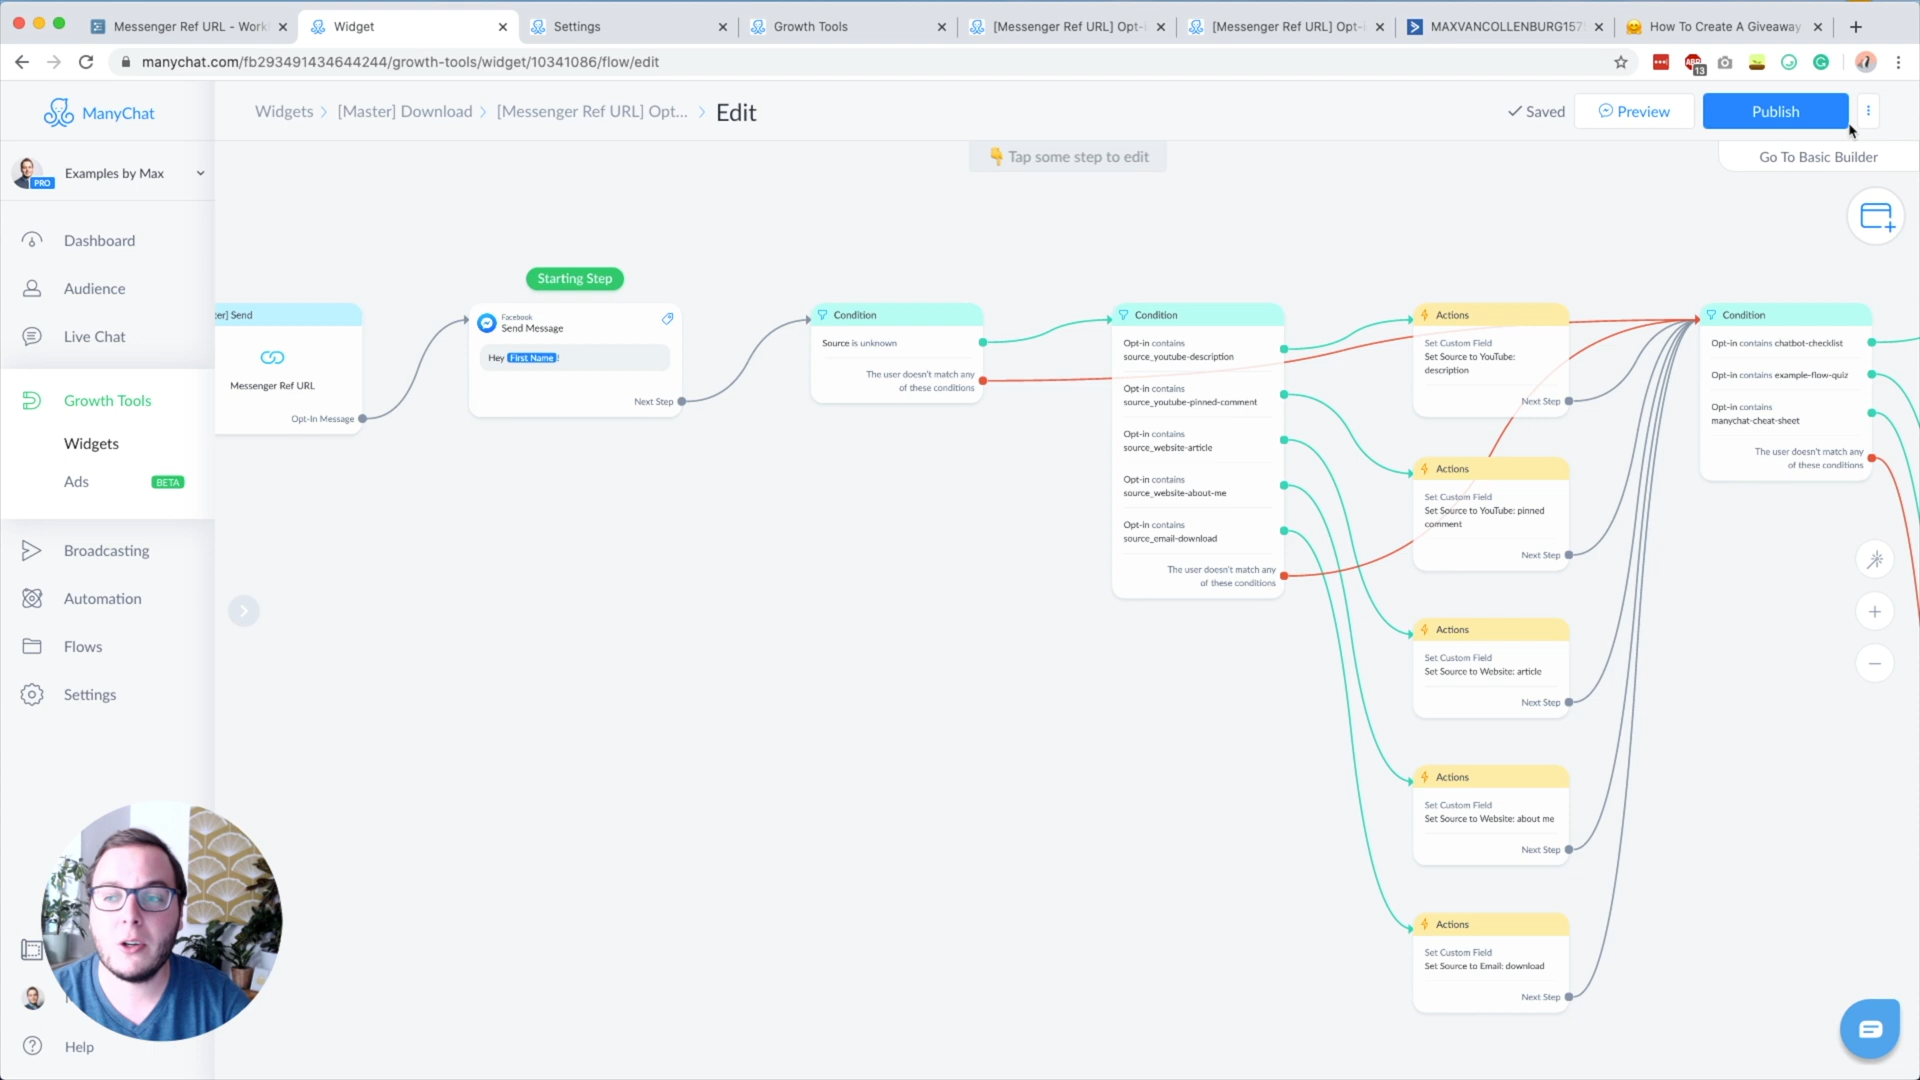 Messenger Ref URL - Work
Widget
Settings
Growth Tools
[Messenger Ref URL] Opt-
[Messenger Ref URL] Opt-
MAXVANCOLLENBURG157
How To Create A Giveaway
manychat.com/fb293491434644244/growth-tools/widget/10341086/flow/edit
13
ManyChat
Widgets
[Master] Download
[Messenger Ref URL] Opt...
Edit
Saved
Preview
Publish
Tap some step to edit
Go To Basic Builder
PRO
Examples by Max
Dashboard
Audience
Live Chat
Growth Tools
Widgets
Ads
BETA
Broadcasting
Automation
Flows
Settings
Help
er] Send
Messenger Ref URL
Opt-In Message
Starting Step
Facebook
Send Message
Hey First Name!
Next Step
Condition
Source is unknown
The user doesn't match any
of these conditions
Condition
Opt-in contains
source_youtube-description
Opt-in contains
source_youtube-pinned-comment
Opt-in contains
source_website-article
Opt-in contains
source_website-about-me
Opt-in contains
source_email-download
The user doesn't match any
of these conditions
Actions
Set Custom Field
Set Source to YouTube:
description
Next Step
Actions
Set Custom Field
Set Source to YouTube: pinned
comment
Next Step
Actions
Set Custom Field
Set Source to Website: article
Next Step
Actions
Set Custom Field
Set Source to Website: about me
Next Step
Actions
Set Custom Field
Set Source to Email: download
Next Step
Condition
Opt-in contains chatbot-checklist
Opt-in contains example-flow-quiz
Opt-in contains
manychat-cheat-sheet
The user doesn't match any
of these conditions